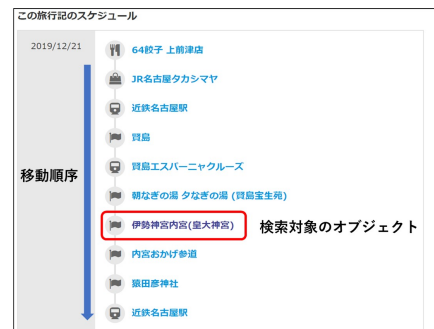 この旅行記のスケジュール
2019/12/21
64餃子 上前津店
JR名古屋タカシマヤ
近鉄名古屋駅
賢島
賢島エスパーニャクルーズ
移動順序
朝なぎの湯 夕なぎの湯 (賢島宝生苑)
伊勢神宮内宮(皇大神宮)
検索対象のオブジェクト
内宮おかげ参道
猿田彦神社
近鉄名古屋駅